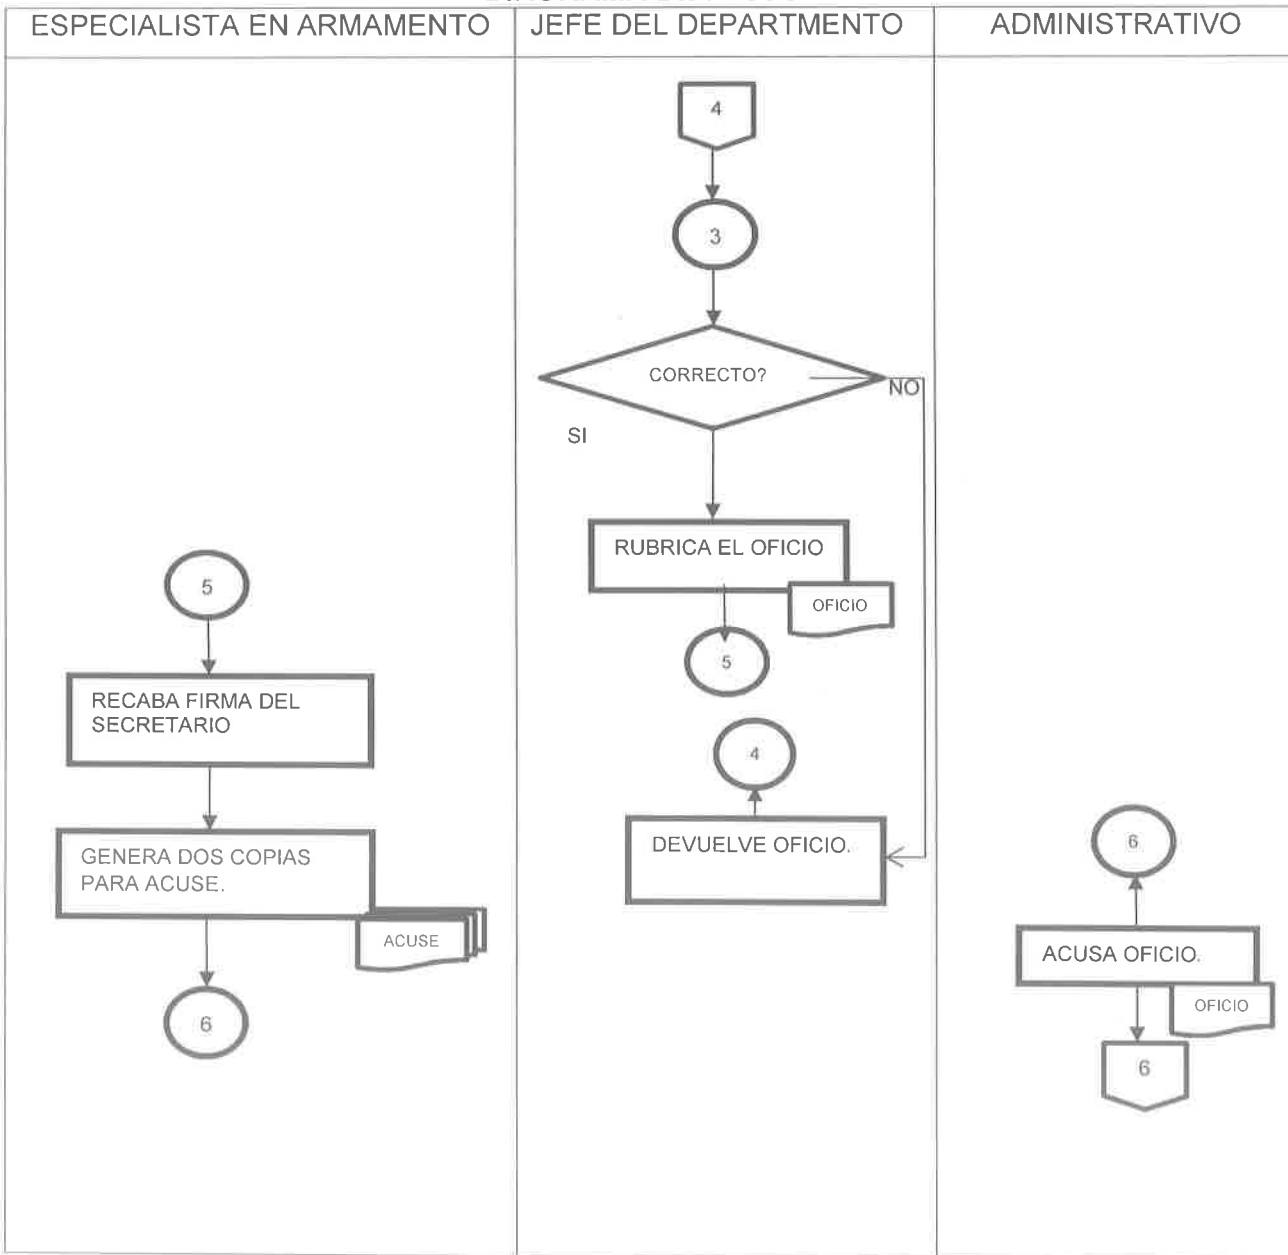 ESPECIALISTA EN ARMAMENTO
JEFE DEL DEPARTMENTO
ADMINISTRATIVO
4
3
CORRECTO?
NO
SI
RUBRICA EL OFICIO
OFICIO
5
4
DEVUELVE OFICIO.
5
RECABA FIRMA DEL
SECRETARIO
GENERA DOS COPIAS
PARA ACUSE.
ACUSE
6
6
ACUSA OFICIO.
OFICIO
6